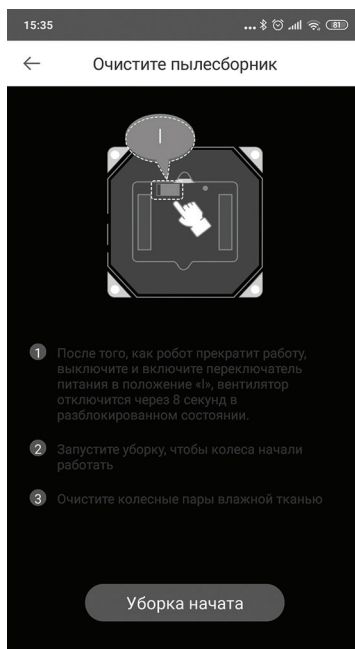 15:35
81
Очистите пылесборник
I
1 После того, как робот прекратит работу,
выключите и включите переключатель
питания в положение «I», вентилятор
отключится через 8 секунд в
разблокированном состоянии.
2 Запустите уборку, чтобы колеса начали
работать
3 Очистите колесные пары влажной тканью
Уборка начата